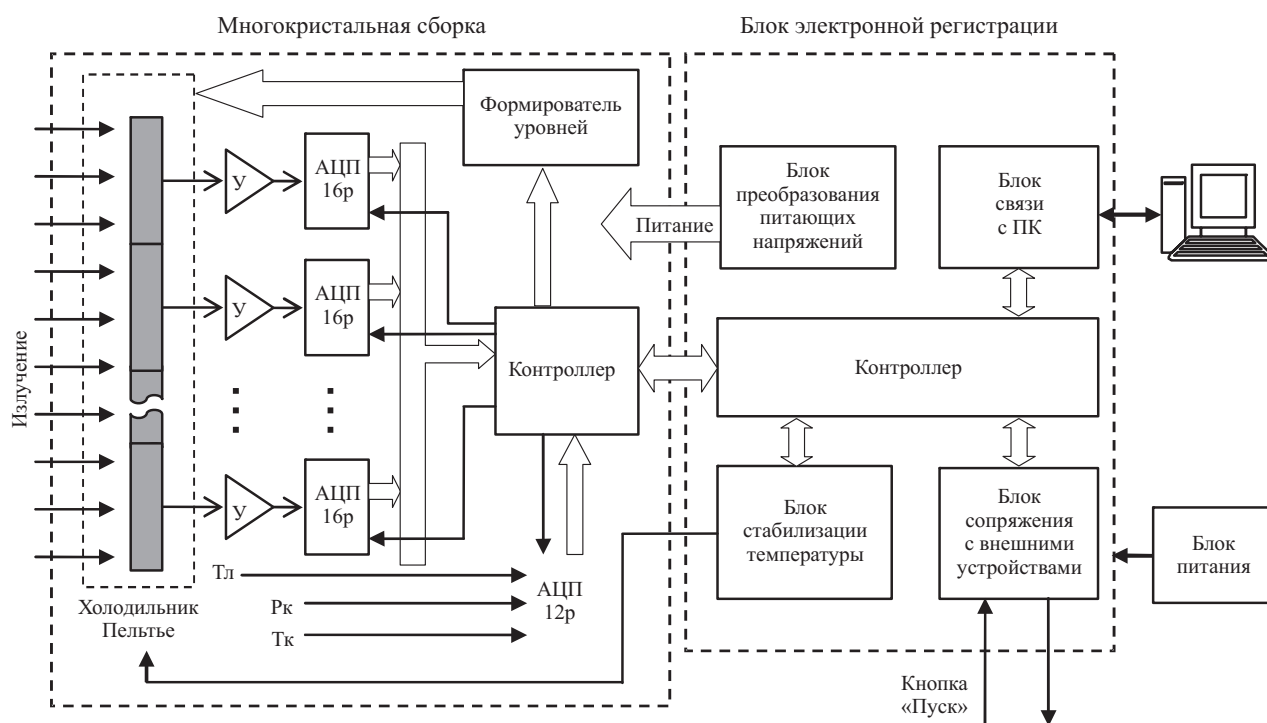 Многокристальная сборка
Блок электронной регистрации
Формирователь
уровней
АЦП
16р
У
Блок
преобразования
питающих
напряжений
Питание
Блок
связи
с ПК
АЦП
16р
У
Излучение
Контроллер
Контроллер
АЦП
16р
У
Блок
стабилизации
температуры
Блок
сопряжения
с внешними
устройствами
Блок
питания
Тл
Рк
Тк
АЦП
12р
Холодильник
Пельтье
Кнопка
«Пуск»